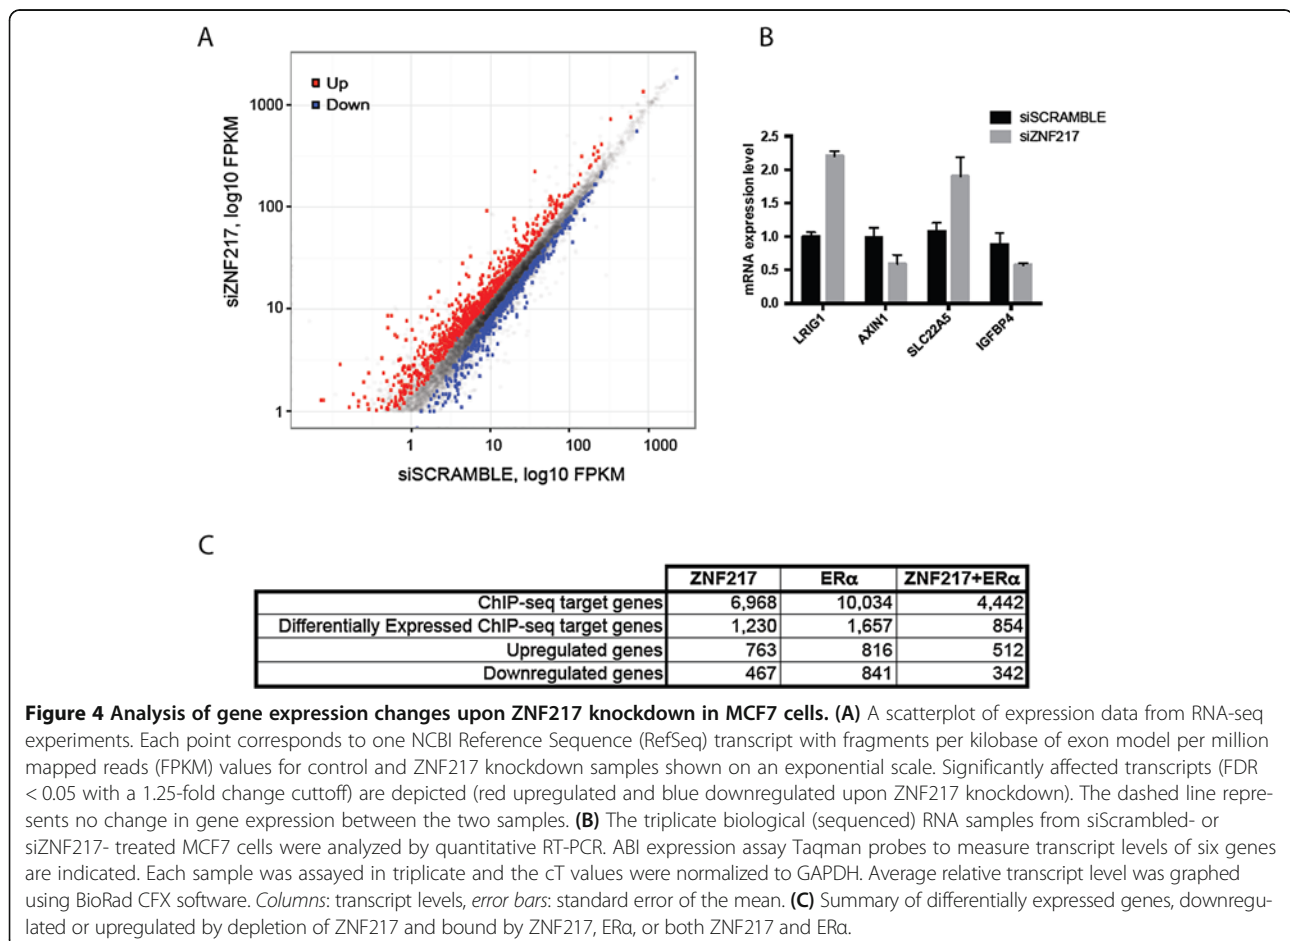 A
Up
Down
siZNF217, log10 FPKM
1000
100
10
1
1 10 100 1000
siSCRAMBLE, log10 FPKM
B
siSCRAMBLE
siZNF217
mRNA expression level
2.5
2.0
1.5
1.0
0.5
0.0
LRIG1
AXIN1
SLC22A5
IGFBP4
C
ZNF217 ERα ZNF217+ERα
ChIP-seq target genes 6,968 10,034 4,442
Differentially Expressed ChIP-seq target genes 1,230 1,657 854
Upregulated genes 763 816 512
Downregulated genes 467 841 342
Figure 4 Analysis of gene expression changes upon ZNF217 knockdown in MCF7 cells. (A) A scatterplot of expression data from RNA-seq
experiments. Each point corresponds to one NCBI Reference Sequence (RefSeq) transcript with fragments per kilobase of exon model per million
mapped reads (FPKM) values for control and ZNF217 knockdown samples shown on an exponential scale. Significantly affected transcripts (FDR
< 0.05 with a 1.25-fold change cuttoff) are depicted (red upregulated and blue downregulated upon ZNF217 knockdown). The dashed line repre-
sents no change in gene expression between the two samples. (B) The triplicate biological (sequenced) RNA samples from siScrambled- or
siZNF217- treated MCF7 cells were analyzed by quantitative RT-PCR. ABI expression assay Taqman probes to measure transcript levels of six genes
are indicated. Each sample was assayed in triplicate and the cT values were normalized to GAPDH. Average relative transcript level was graphed
using BioRad CFX software. Columns: transcript levels, error bars: standard error of the mean. (C) Summary of differentially expressed genes, downregu-
lated or upregulated by depletion of ZNF217 and bound by ZNF217, ERα, or both ZNF217 and ERα.